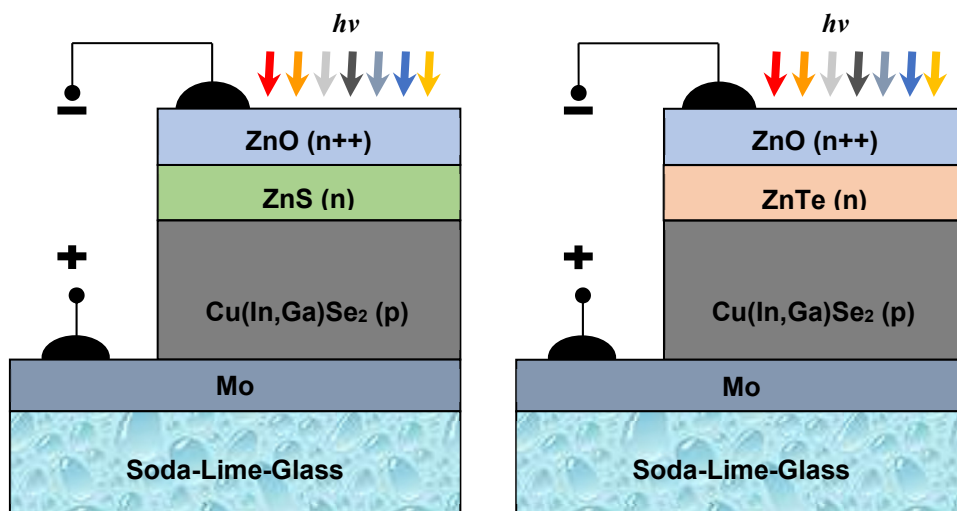 hν
ZnO (n++)
ZnS (n)
Cu(In,Ga)Se₂ (p)
Mo
Soda-Lime-Glass
hν
ZnO (n++)
ZnTe (n)
Cu(In,Ga)Se₂ (p)
Mo
Soda-Lime-Glass